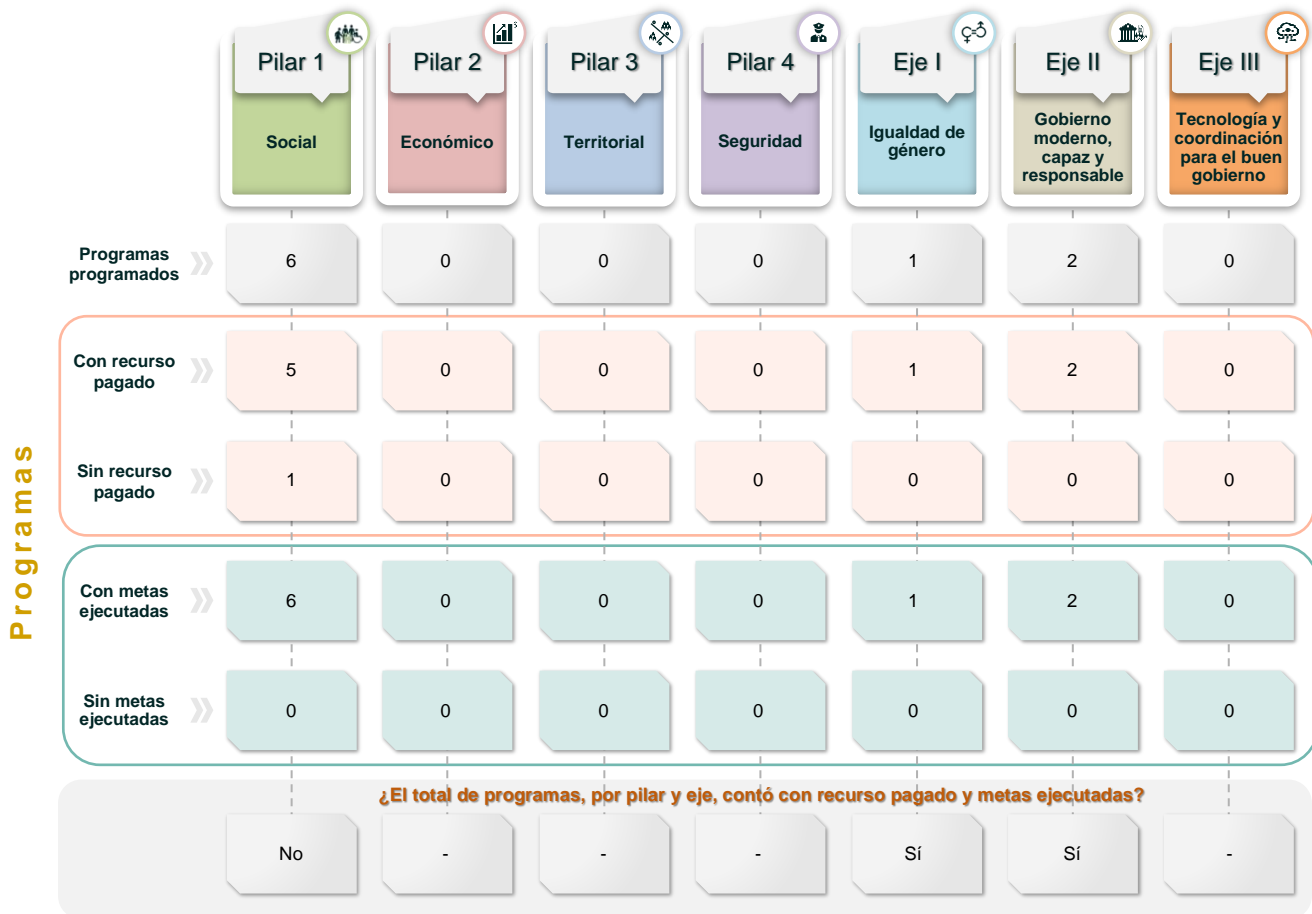 Pilar 1
Pilar 2
Pilar 3
Pilar 4
Eje I
Eje II
Eje III
Social
Económico
Territorial
Seguridad
Igualdad de
género
Gobierno
moderno,
capaz y
responsable
Tecnología y
coordinación
para el buen
gobierno
Programas
Programas
programados
6 0 0 0 1 2 0
Con recurso
pagado
5 0 0 0 1 2 0
Sin recurso
pagado
1 0 0 0 0 0 0
Con metas
ejecutadas
6 0 0 0 1 2 0
Sin metas
ejecutadas
0 0 0 0 0 0 0
¿El total de programas, por pilar y eje, contó con recurso pagado y metas ejecutadas?
No - - - Sí Sí -